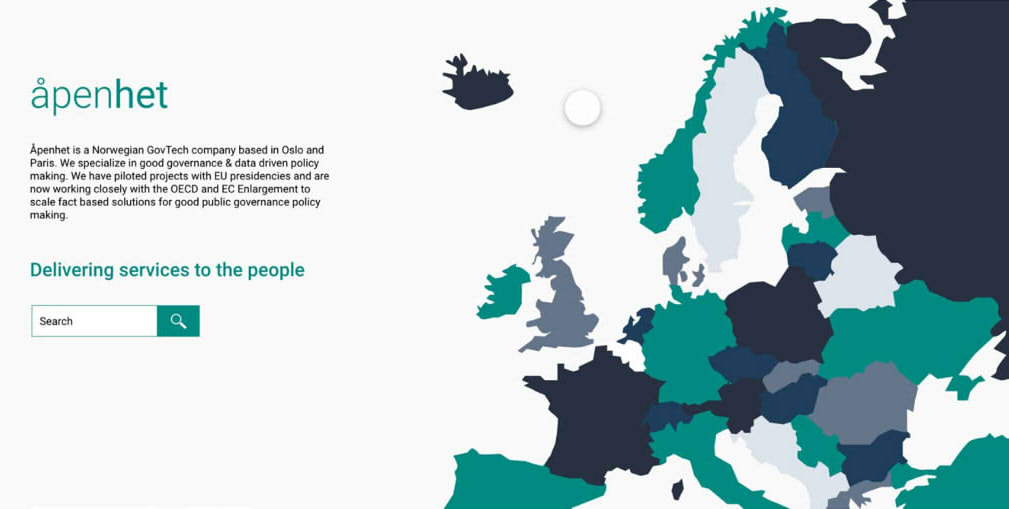 åpenhet
Åpenhet is a Norwegian GovTech company based in Oslo and
Paris. We specialize in good governance & data driven policy
making. We have piloted projects with EU presidencies and are
now working closely with the OECD and EC Enlargement to
scale fact based solutions for good public governance policy
making.
Delivering services to the people
Search